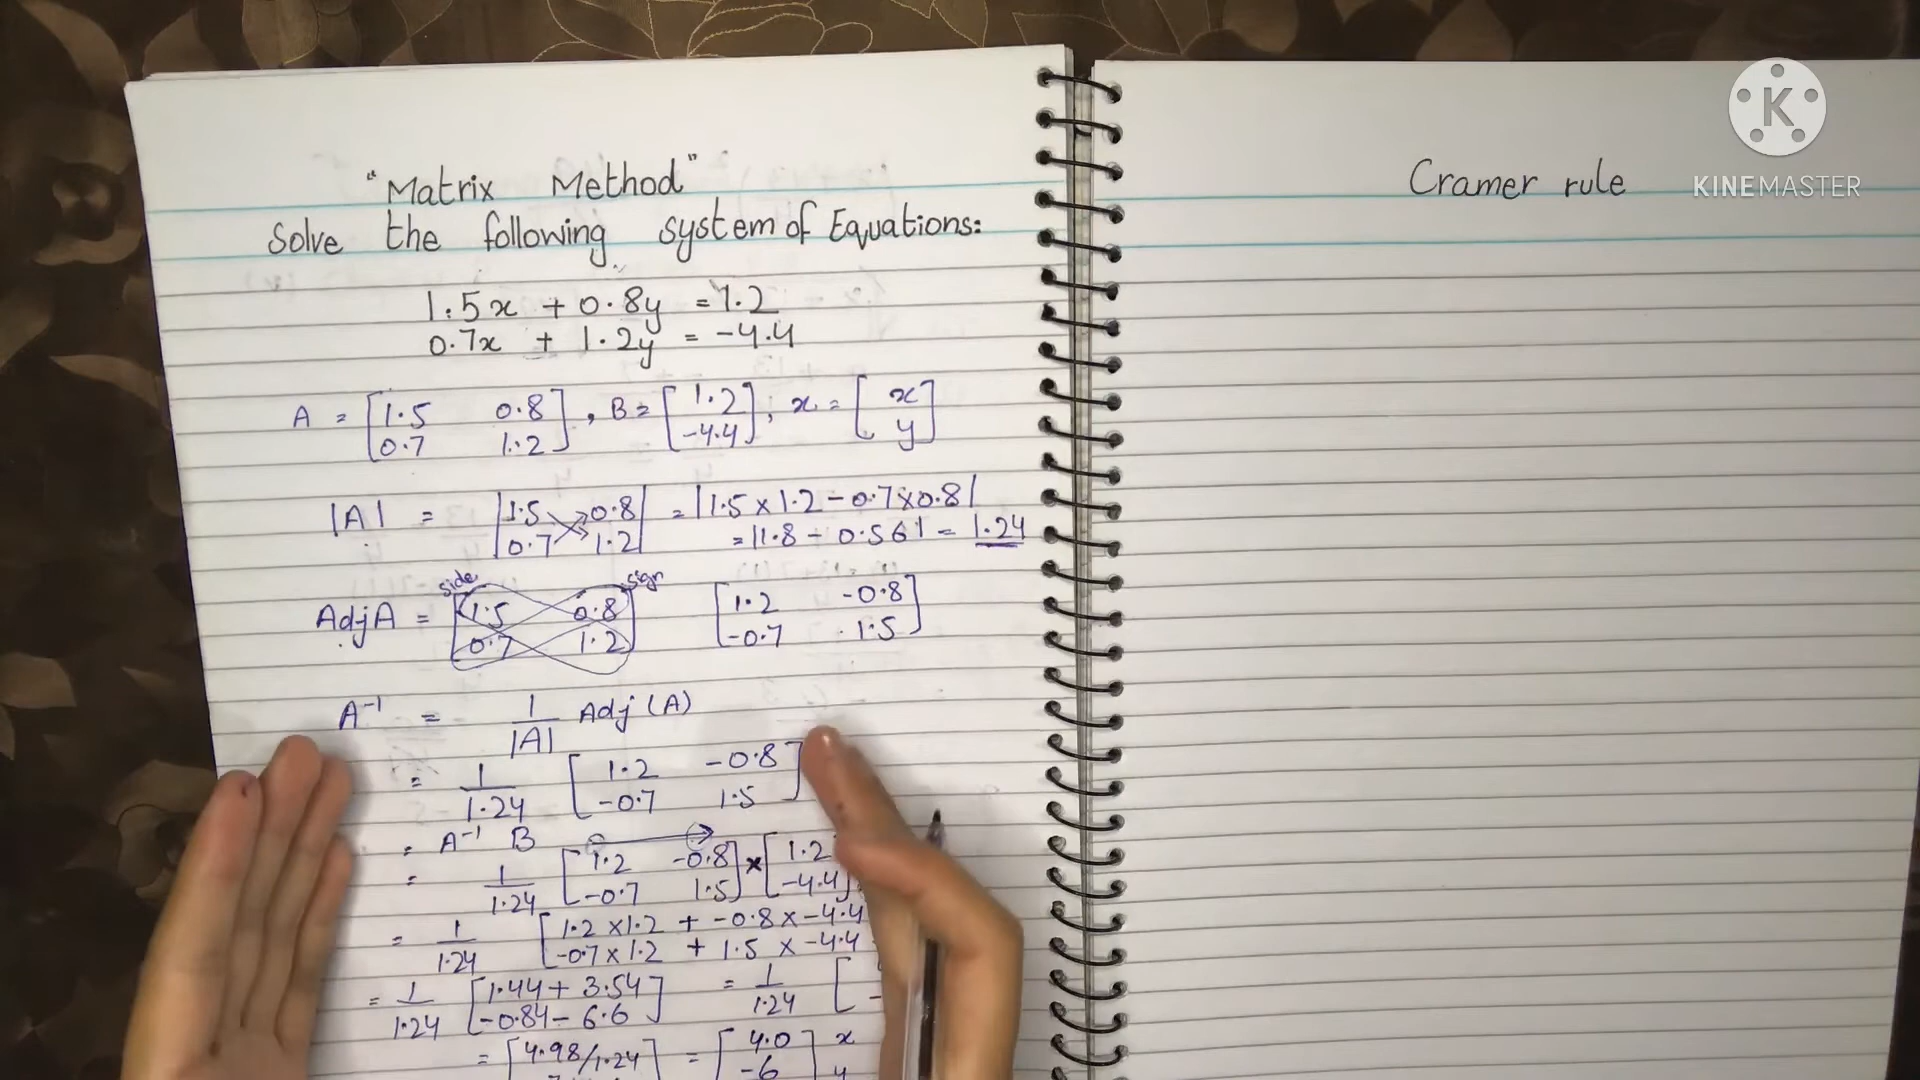 "Matrix Method"
Solve the following system of Equations:
1.5x + 0.8y = 1.2
0.7x + 1.2y = -4.4
A = [1.5 0.8], B = [1.2]; x = [x]
[0.7 1.2] [-4.4] [y]
|A| = |1.5 0.8| = |1.5 x 1.2 - 0.7 x 0.8|
|0.7 1.2| = |1.8 - 0.56| = 1.24
side sign
AdjA = [1.5 0.8] [1.2 -0.8]
[0.7 1.2] [-0.7 1.5]
A⁻¹ = 1/|A| Adj (A)
= 1/1.24 [1.2 -0.8]
[-0.7 1.5]
= A⁻¹ B
= 1/1.24 [1.2 -0.8] x [1.2]
[-0.7 1.5] [-4.4]
= 1/1.24 [1.2 x 1.2 + -0.8 x -4.4
[-0.7 x 1.2 + 1.5 x -4.4
= 1/1.24 [1.44 + 3.54] = 1/1.24 [
[-0.84 - 6.6] -
= [4.98/1.24] = [4.0] x
[-6] y
Cramer rule
K
KINEMASTER